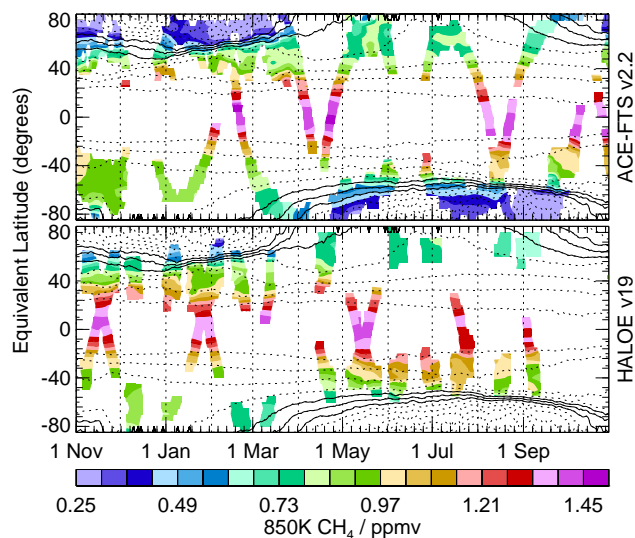 80
40
0
-40
-80
ACE-FTS v2.2
Equivalent Latitude (degrees)
80
40
0
-40
-80
HALOE v19
1 Nov 1 Jan 1 Mar 1 May 1 Jul 1 Sep
0.25 0.49 0.73 0.97 1.21 1.45
850K CH₄ / ppmv